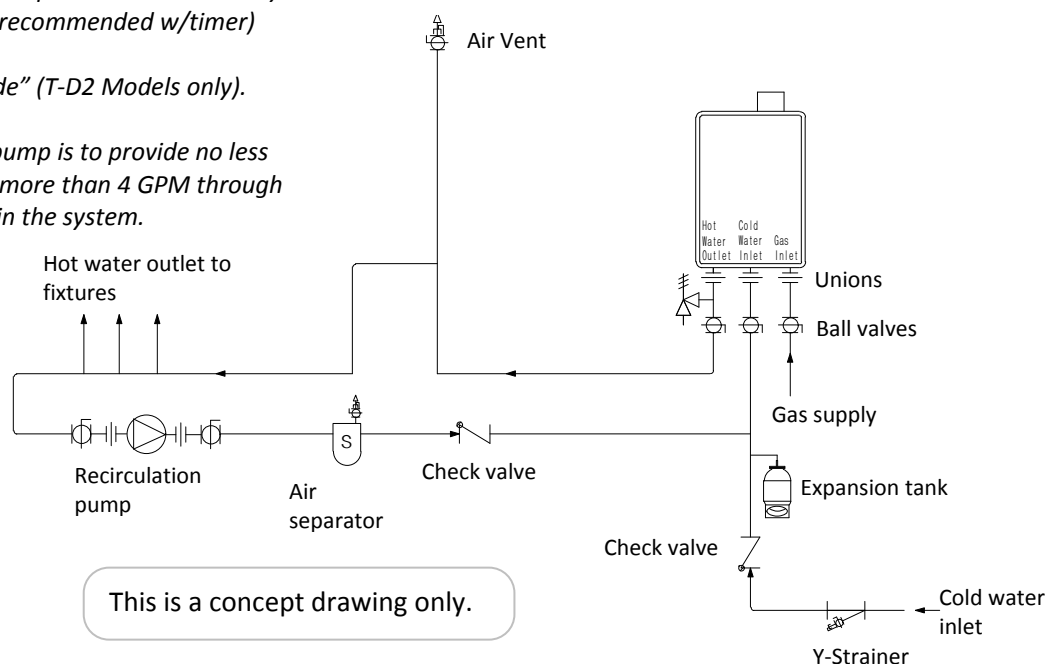 recommended w/timer)
de” (T-D2 Models only).
pump is to provide no less
more than 4 GPM through
in the system.
Air Vent
Hot Cold
Water Water Gas
Outlet Inlet Inlet
Hot water outlet to
fixtures
Unions
Ball valves
Gas supply
Recirculation
pump
S
Air
separator
Check valve
Expansion tank
Check valve
This is a concept drawing only.
Cold water
inlet
Y-Strainer